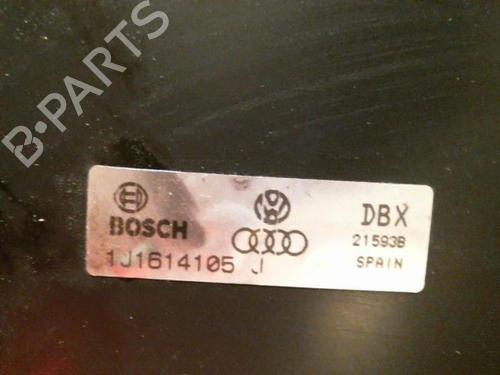 B·PARTS
BOSCH
DBX
21593B
1J1614105 J
SPAIN